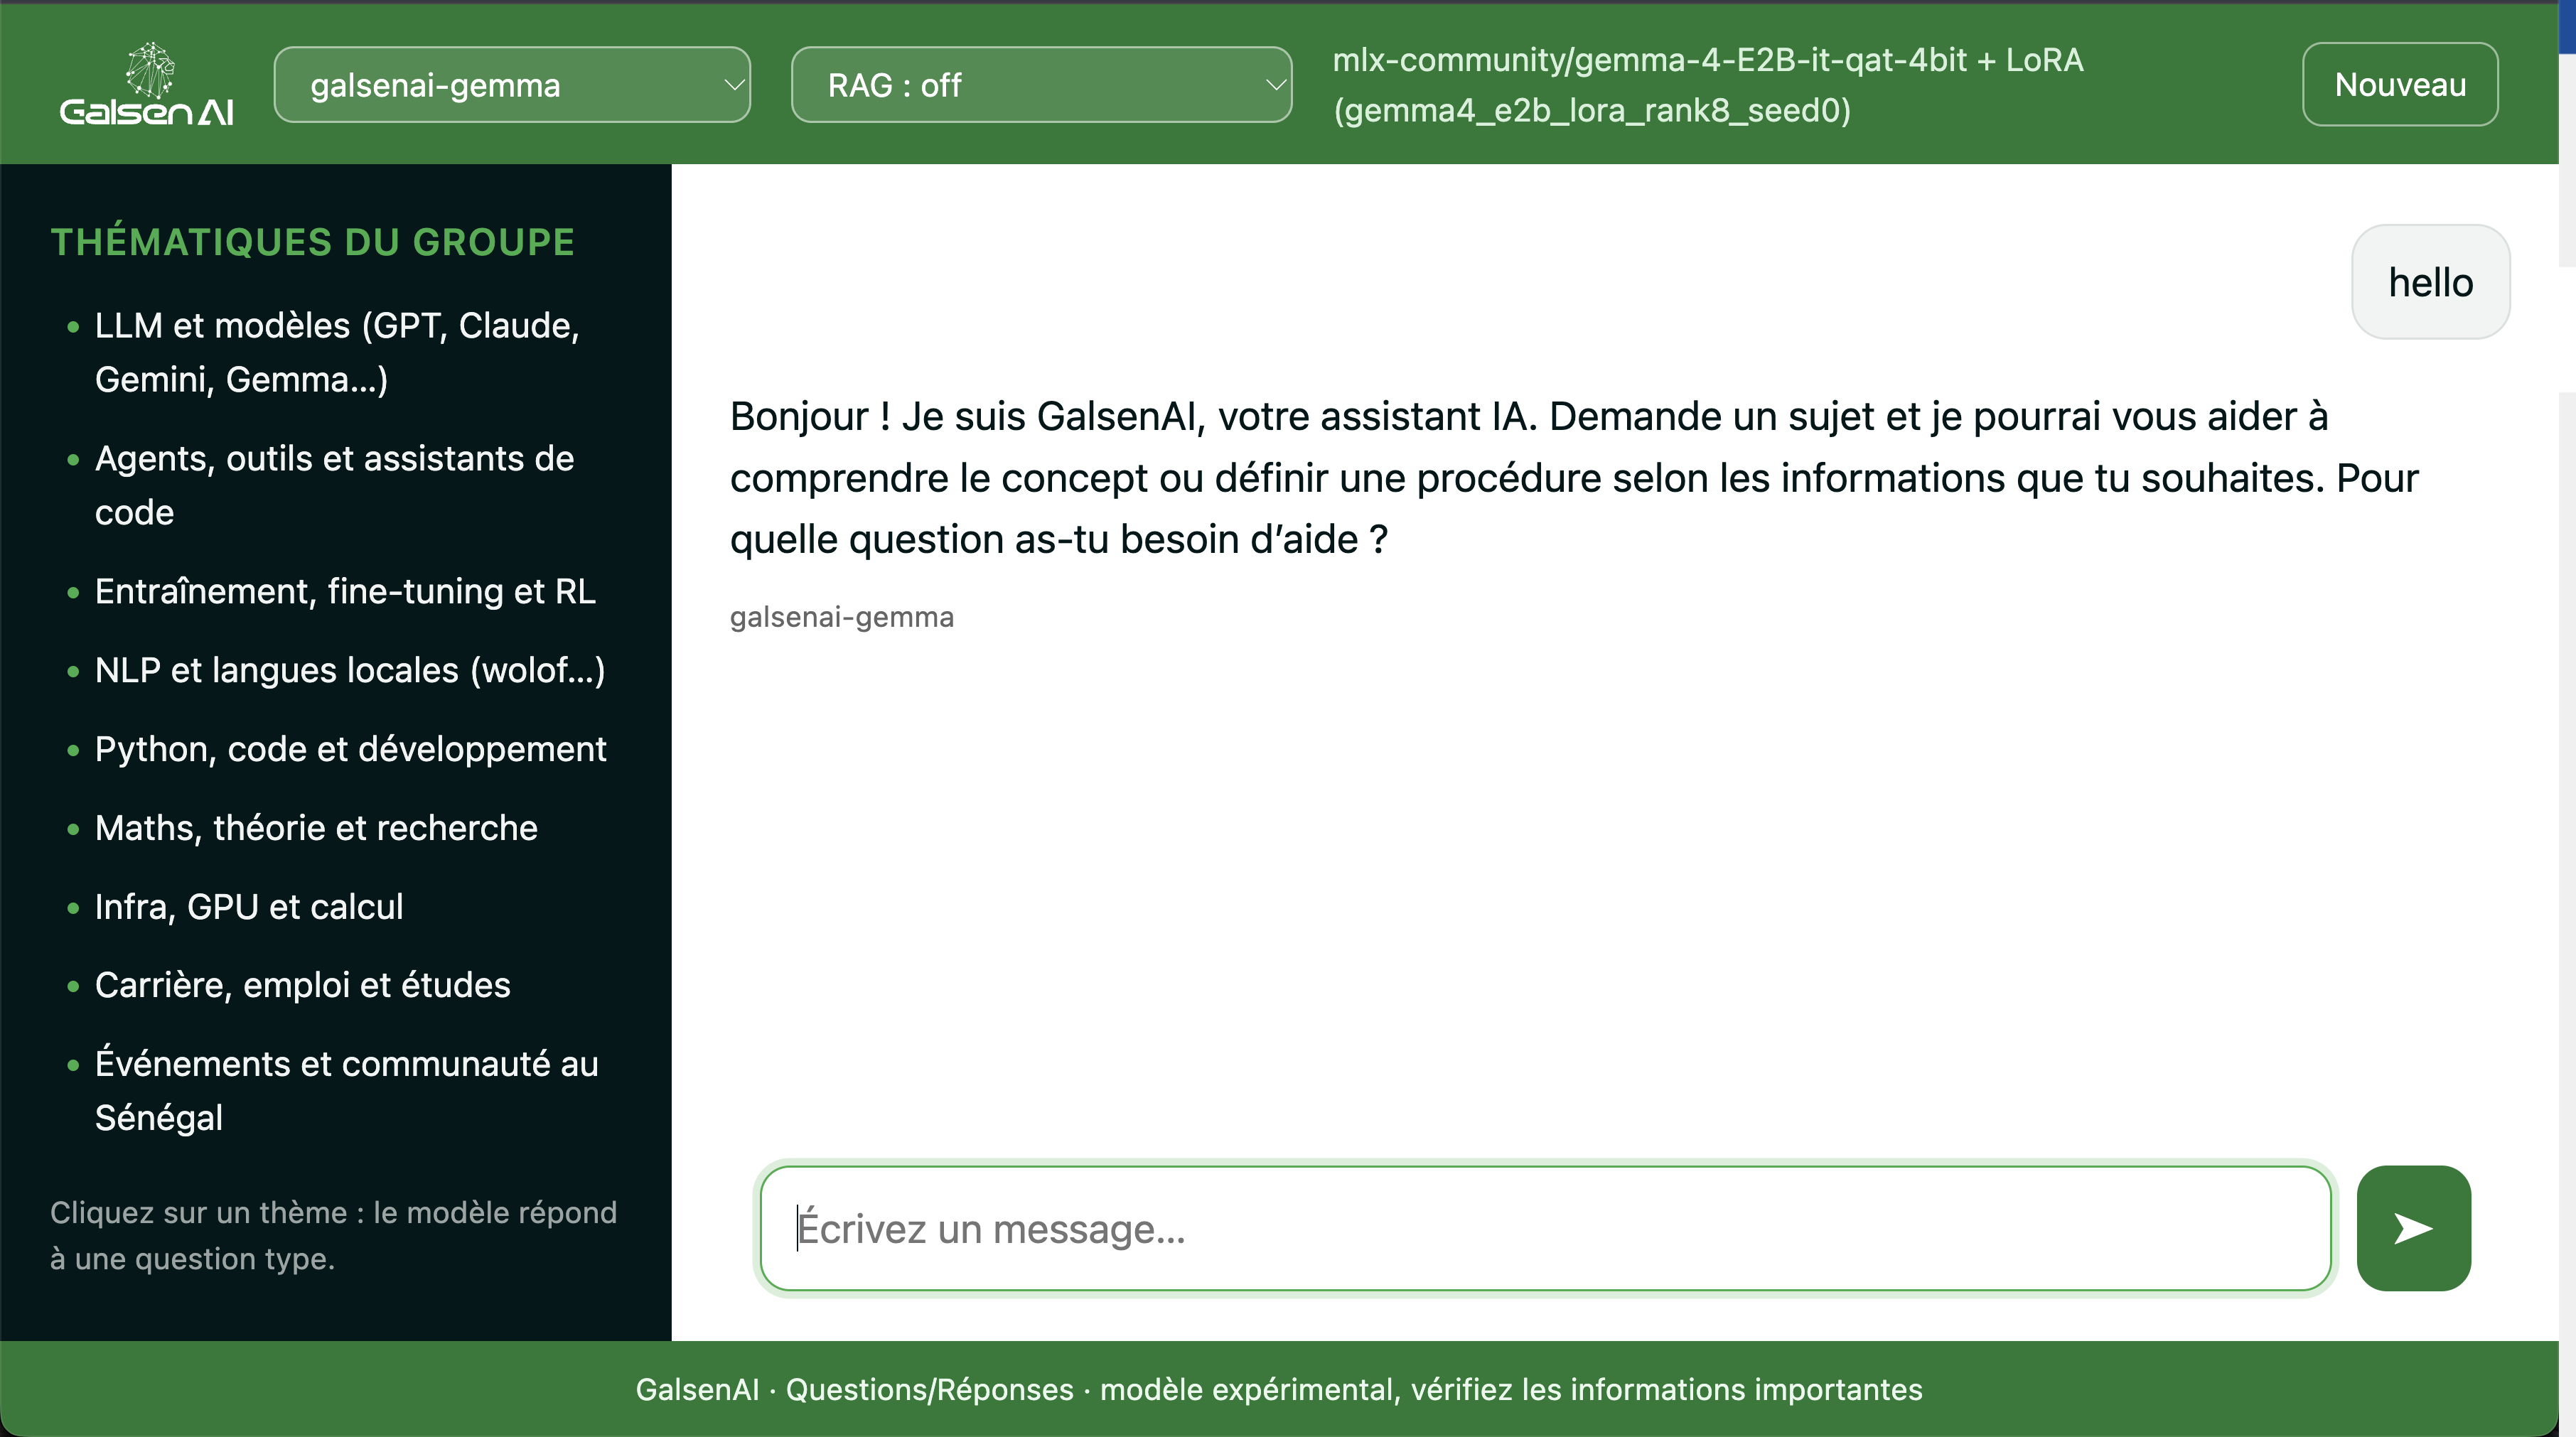 Galsen AI
galsenai-gemma
RAG : off
mlx-community/gemma-4-E2B-it-qat-4bit + LoRA
(gemma4_e2b_lora_rank8_seed0)
Nouveau
THÉMATIQUES DU GROUPE
• LLM et modèles (GPT, Claude,
Gemini, Gemma...)
• Agents, outils et assistants de
code
• Entraînement, fine-tuning et RL
• NLP et langues locales (wolof...)
• Python, code et développement
• Maths, théorie et recherche
• Infra, GPU et calcul
• Carrière, emploi et études
• Événements et communauté au
Sénégal
Cliquez sur un thème : le modèle répond
à une question type.
hello
Bonjour ! Je suis GalsenAI, votre assistant IA. Demande un sujet et je pourrai vous aider à
comprendre le concept ou définir une procédure selon les informations que tu souhaites. Pour
quelle question as-tu besoin d’aide ?
galsenai-gemma
Écrivez un message...
GalsenAI · Questions/Réponses · modèle expérimental, vérifiez les informations importantes